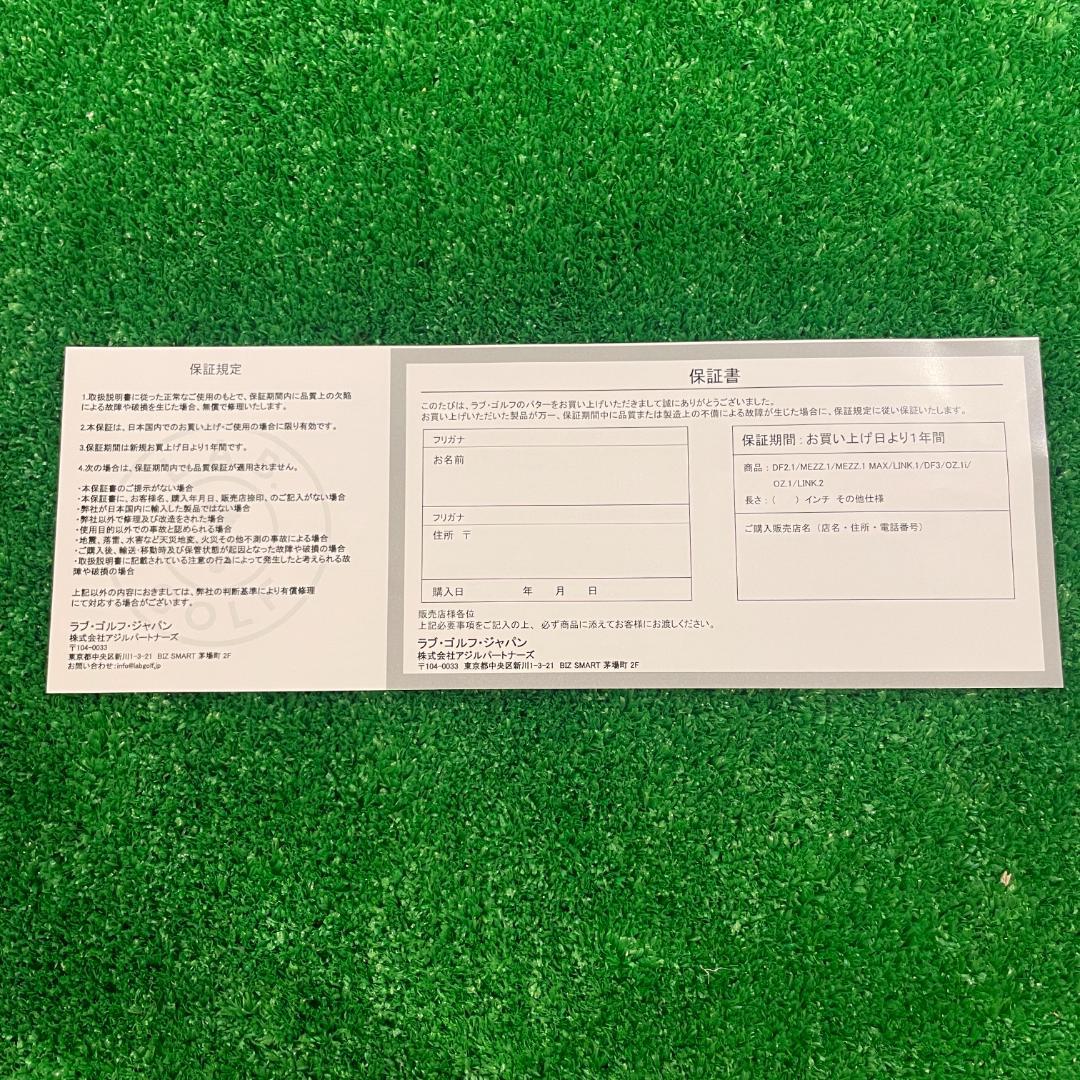 保証規定
1.取扱説明書に従った正常なご使用のもとで、保証期間内に品質上の欠陥
による故障や破損を生じた場合、無償で修理いたします。
2.本保証は、日本国内でのお買い上げ・ご使用の場合に限り有効です。
3.保証期間は新規お買上げ日より1年間です。
4.次の場合は、保証期間内でも品質保証が適用されません。
・本保証書のご提示がない場合
・本保証書に、お客様名、購入年月日、販売店捺印、のご記入がない場合
・弊社が日本国内に輸入した製品ではない場合
・弊社以外で修理及び改造をされた場合
・使用目的以外での事故と認められる場合
・地震、落雷、水害など天災地変、火災その他不測の事故による場合
・ご購入後、輸送・移動時及び保管状態が起因となった故障や破損の場合
・取扱説明書に記載されている注意の行為によって発生したと考えられる故
障や破損の場合
上記以外の内容におきましては、弊社の判断基準により有償修理
にて対応する場合がございます。
ラブ・ゴルフ・ジャパン
株式会社アジルパートナーズ
〒104-0033
東京都中央区新川1-3-21 BIZ SMART 茅場町 2F
お問い合わせ:info@labgolf.jp
保証書
このたびは、ラブ・ゴルフのパターをお買い上げいただきまして誠にありがとうございました。
お買い上げいただいた製品が万一、保証期間中に品質または製造上の不備による故障が生じた場合に、保証規定に従い保証いたします。
フリガナ
お名前
フリガナ
住所 〒
購入日 年 月 日
保証期間:お買い上げ日より1年間
商品:DF2.1/MEZZ.1/MEZZ.1 MAX/LINK.1/DF3/OZ.1i/
OZ.1/LINK.2
長さ:( )インチ その他仕様
ご購入販売店名(店名・住所・電話番号)
販売店様各位
上記必要事項をご記入の上、必ず商品に添えてお客様にお渡しください。
ラブ・ゴルフ・ジャパン
株式会社アジルパートナーズ
〒104-0033 東京都中央区新川1-3-21 BIZ SMART 茅場町 2F